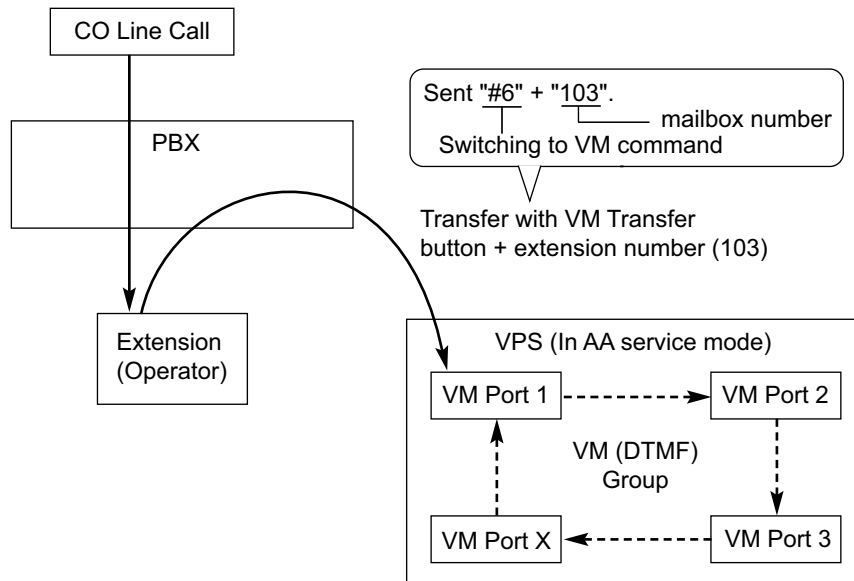 CO Line Call
PBX
Sent "#6" + "103".
mailbox number
Switching to VM command
Transfer with VM Transfer
button + extension number (103)
Extension
(Operator)
VPS (In AA service mode)
VM Port 1
VM Port 2
VM (DTMF)
Group
VM Port X
VM Port 3